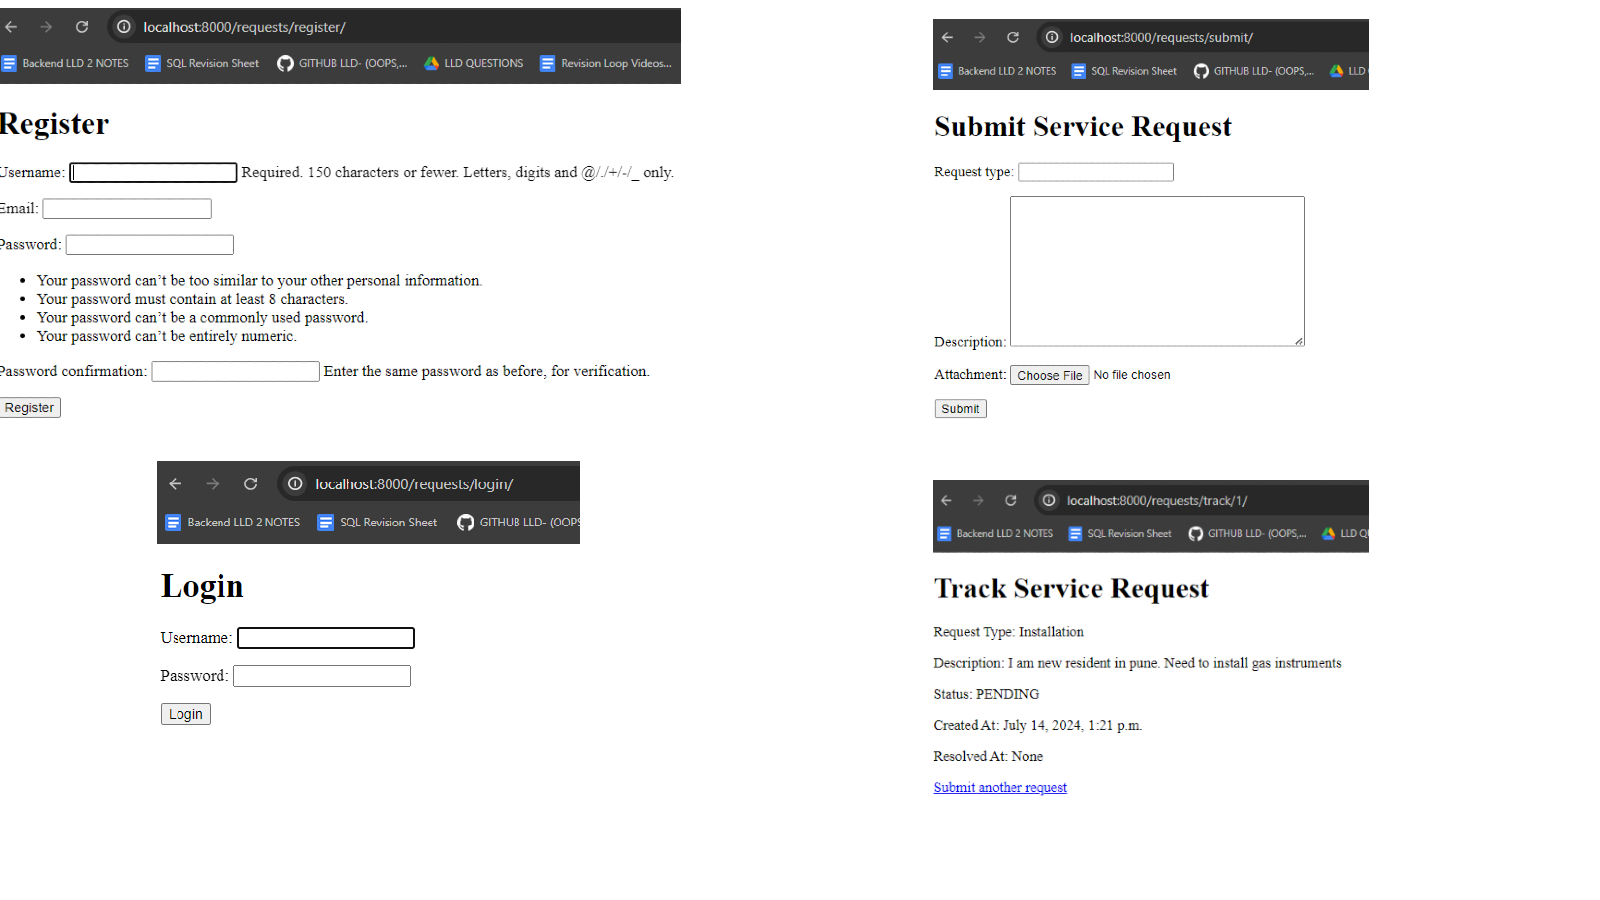 localhost:8000/requests/register/
Backend LLD 2 NOTES SQL Revision Sheet GITHUB LLD- (OOPS,... LLD QUESTIONS Revision Loop Videos...
Register
Username: Required. 150 characters or fewer. Letters, digits and @/./+/-/_ only.
Email:
Password:
• Your password can’t be too similar to your other personal information.
• Your password must contain at least 8 characters.
• Your password can’t be a commonly used password.
• Your password can’t be entirely numeric.
Password confirmation: Enter the same password as before, for verification.
Register
localhost:8000/requests/login/
Backend LLD 2 NOTES SQL Revision Sheet GITHUB LLD- (OOPS
Login
Username:
Password:
Login
localhost:8000/requests/submit/
Backend LLD 2 NOTES SQL Revision Sheet GITHUB LLD- (OOPS,... LLD
Submit Service Request
Request type:
Description:
Attachment: Choose File No file chosen
Submit
localhost:8000/requests/track/1/
Backend LLD 2 NOTES SQL Revision Sheet GITHUB LLD- (OOPS,... LLD Q
Track Service Request
Request Type: Installation
Description: I am new resident in pune. Need to install gas instruments
Status: PENDING
Created At: July 14, 2024, 1:21 p.m.
Resolved At: None
Submit another request